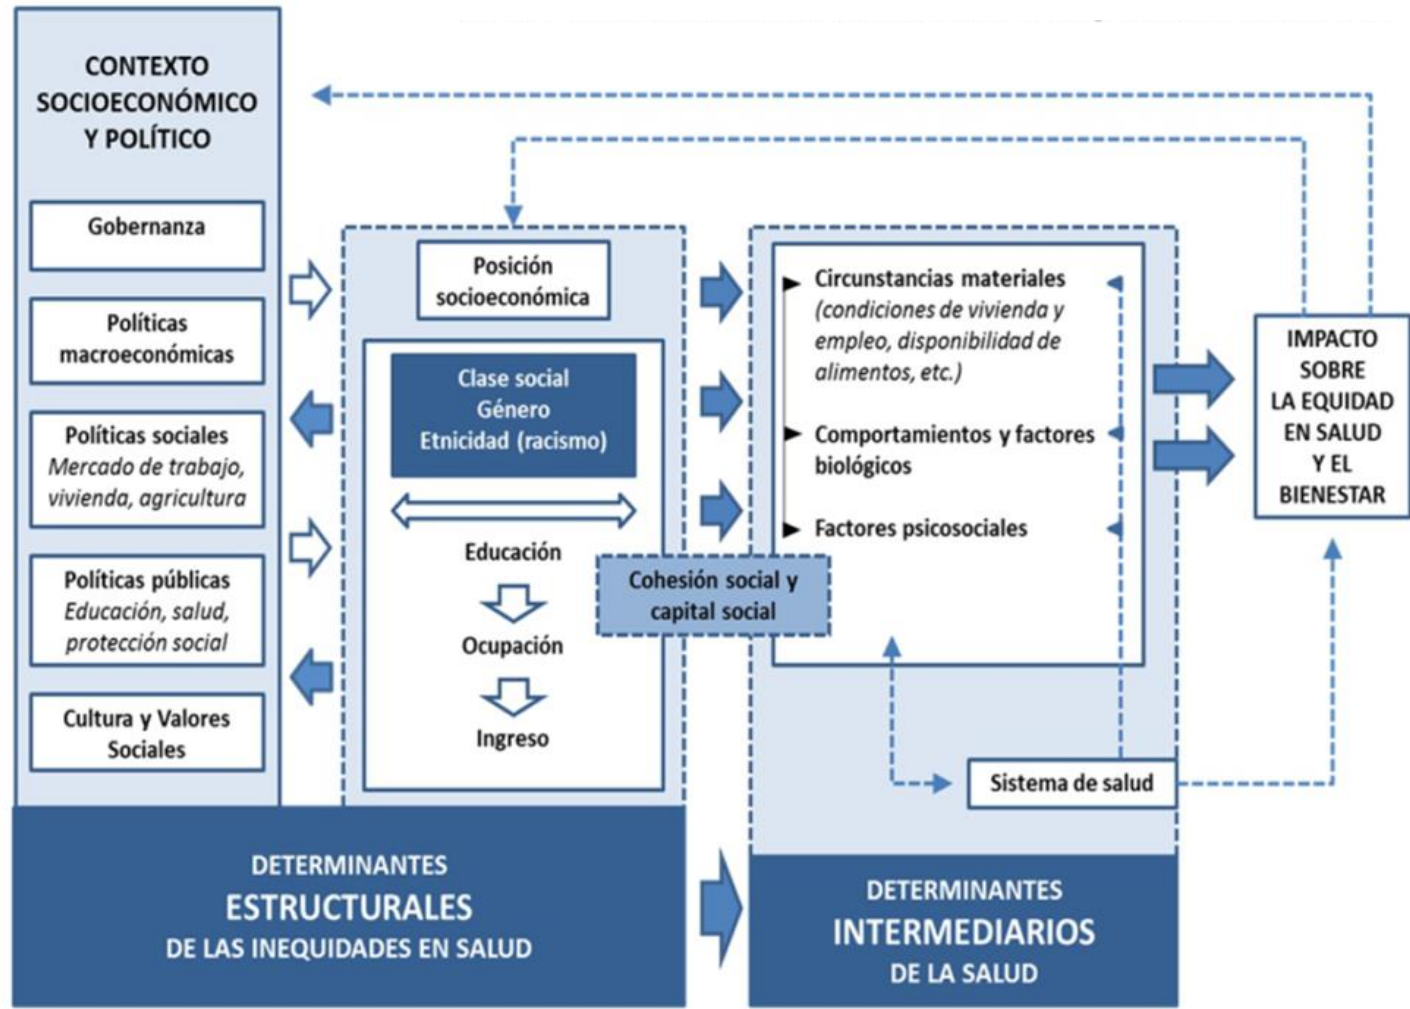 CONTEXTO
SOCIOECONÓMICO
Y POLÍTICO
Gobernanza
Políticas
macroeconómicas
Políticas sociales
Mercado de trabajo,
vivienda, agricultura
Políticas públicas
Educación, salud,
protección social
Cultura y Valores
Sociales
Posición
socioeconómica
Clase social
Género
Etnicidad (racismo)
Educación
Ocupación
Ingreso
Cohesión social y
capital social
Circunstancias materiales
(condiciones de vivienda y
empleo, disponibilidad de
alimentos, etc.)
Comportamientos y factores
biológicos
Factores psicosociales
Sistema de salud
IMPACTO
SOBRE
LA EQUIDAD
EN SALUD
Y EL
BIENESTAR
DETERMINANTES
ESTRUCTURALES
DE LAS INEQUIDADES EN SALUD
DETERMINANTES
INTERMEDIARIOS
DE LA SALUD